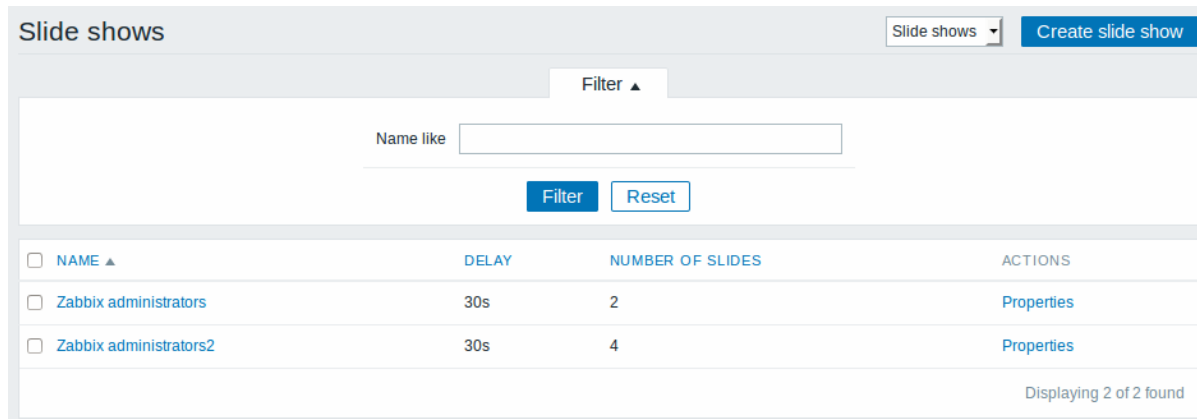 Slide shows
Slide shows Create slide show
Filter
Name like
Filter Reset
NAME DELAY NUMBER OF SLIDES ACTIONS
Zabbix administrators 30s 2 Properties
Zabbix administrators2 30s 4 Properties
Displaying 2 of 2 found